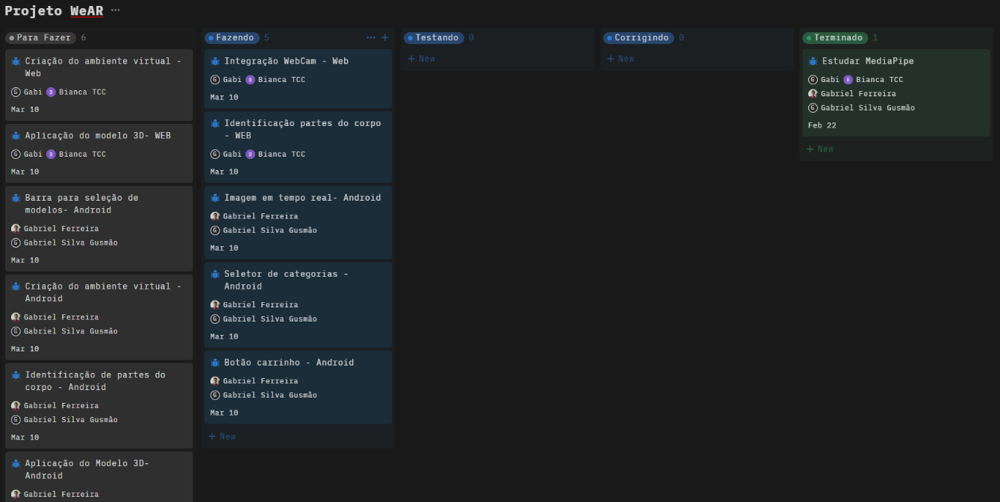 Projeto WeAR ...
Para Fazer 6
Criação do ambiente virtual -
Web
G Gabi B Bianca TCC
Mar 10
Aplicação do modelo 3D- WEB
G Gabi B Bianca TCC
Mar 10
Barra para seleção de
modelos- Android
Gabriel Ferreira
G Gabriel Silva Gusmão
Mar 10
Criação do ambiente virtual -
Android
Gabriel Ferreira
G Gabriel Silva Gusmão
Mar 10
Identificação de partes do
corpo - Android
Gabriel Ferreira
G Gabriel Silva Gusmão
Mar 10
Aplicação do Modelo 3D-
Android
Gabriel Ferreira
Fazendo 5 ... +
Integração WebCam - Web
G Gabi B Bianca TCC
Mar 10
Identificação partes do corpo
- WEB
G Gabi B Bianca TCC
Mar 10
Imagem em tempo real- Android
Gabriel Ferreira
G Gabriel Silva Gusmão
Mar 10
Seletor de categorias -
Android
Gabriel Ferreira
G Gabriel Silva Gusmão
Mar 10
Botão carrinho - Android
Gabriel Ferreira
G Gabriel Silva Gusmão
Mar 10
+ New
Testando 0
+ New
Corrigindo 0
+ New
Terminado 1
Estudar MediaPipe
G Gabi B Bianca TCC
Gabriel Ferreira
G Gabriel Silva Gusmão
Feb 22
+ New